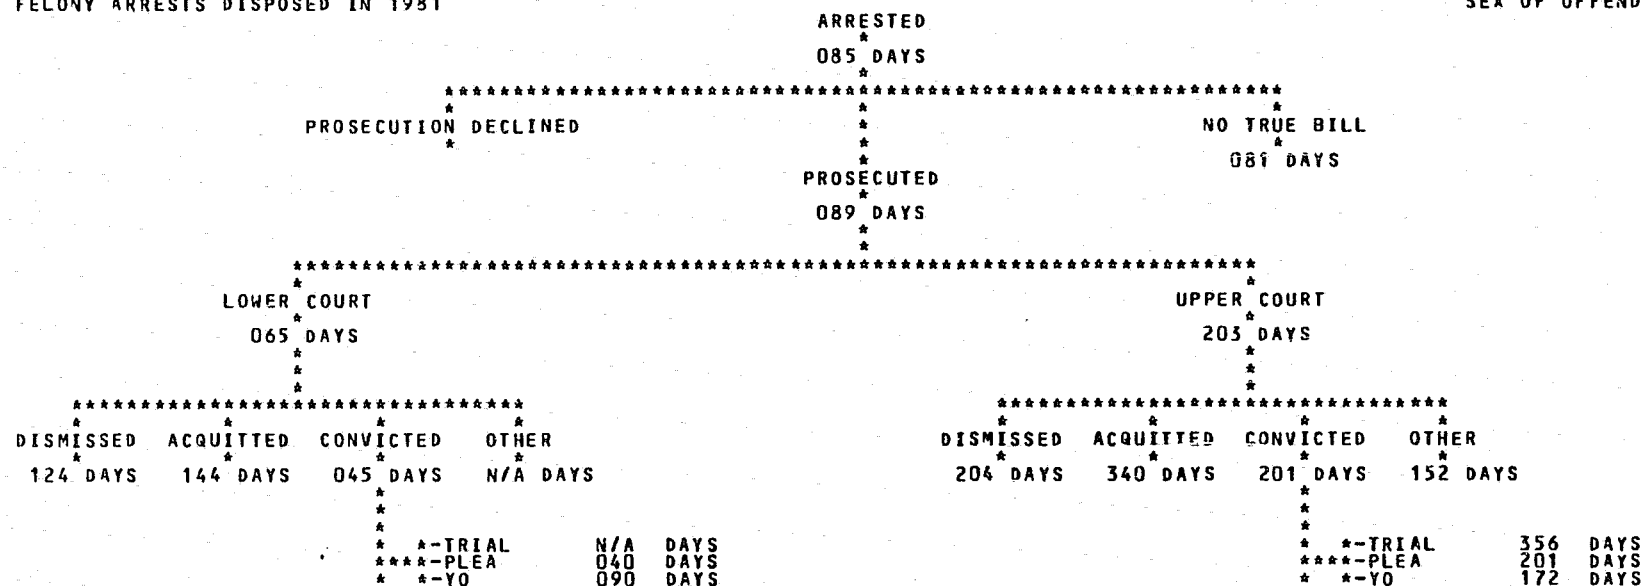 FELONY ARRESTS DISPOSED IN 1981 SEX OF OFFEND
ARRESTED
085 DAYS
PROSECUTION DECLINED NO TRUE BILL
081 DAYS
PROSECUTED
089 DAYS
LOWER COURT UPPER COURT
065 DAYS 203 DAYS
DISMISSED ACQUITTED CONVICTED OTHER DISMISSED ACQUITTED CONVICTED OTHER
124 DAYS 144 DAYS 045 DAYS N/A DAYS 204 DAYS 340 DAYS 201 DAYS 152 DAYS
*-TRIAL N/A DAYS *-TRIAL 356 DAYS
****-PLEA 040 DAYS ****-PLEA 201 DAYS
* *-YO 090 DAYS * *-YO 172 DAYS